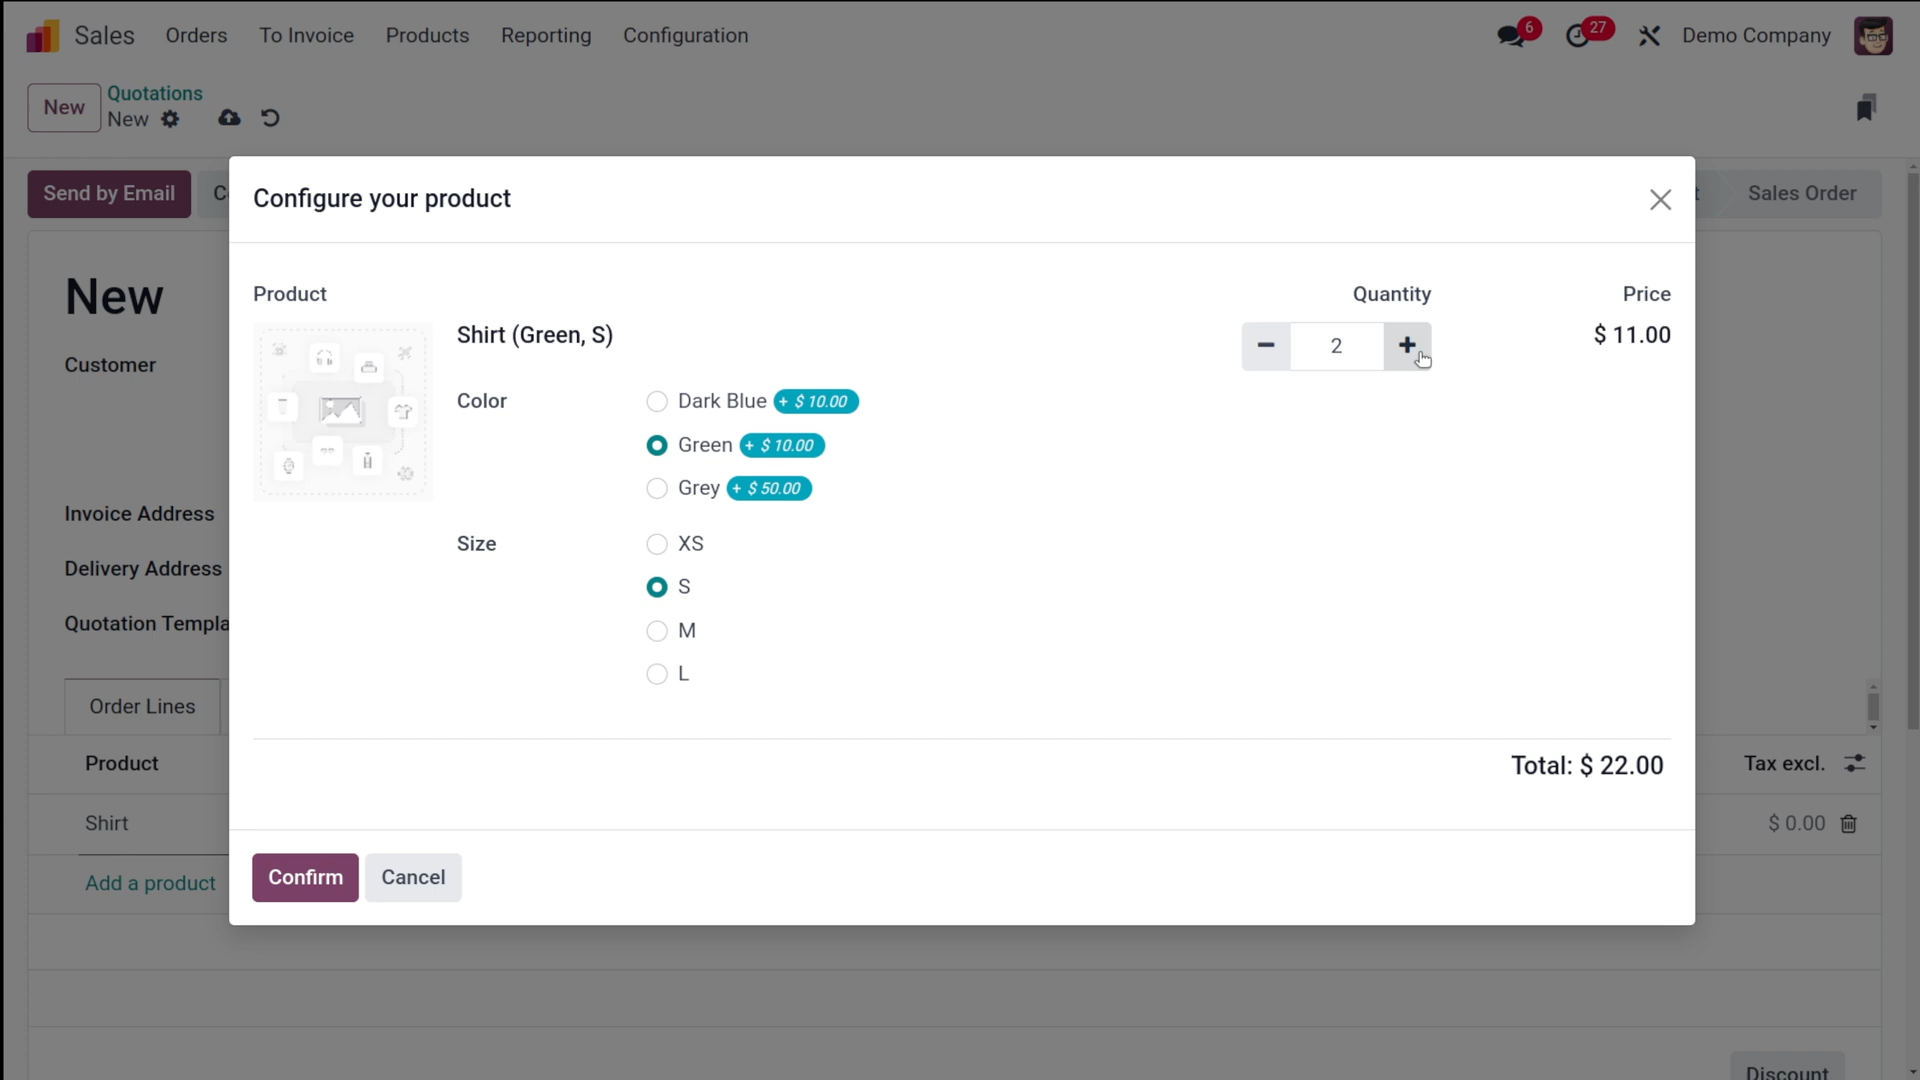 Sales Orders To Invoice Products Reporting Configuration 6 27 Demo Company
New Quotations
New
Send by Email Sales Order
Configure your product
New
Product Quantity Price
Shirt (Green, S) 2 $ 11.00
Customer
Color Dark Blue + $ 10.00
Green + $ 10.00
Grey + $ 50.00
Invoice Address
Size XS
Delivery Address
S
Quotation Templa
M
L
Order Lines
Product Total: $ 22.00 Tax excl.
Shirt $ 0.00
Confirm Cancel
Add a product
Discount